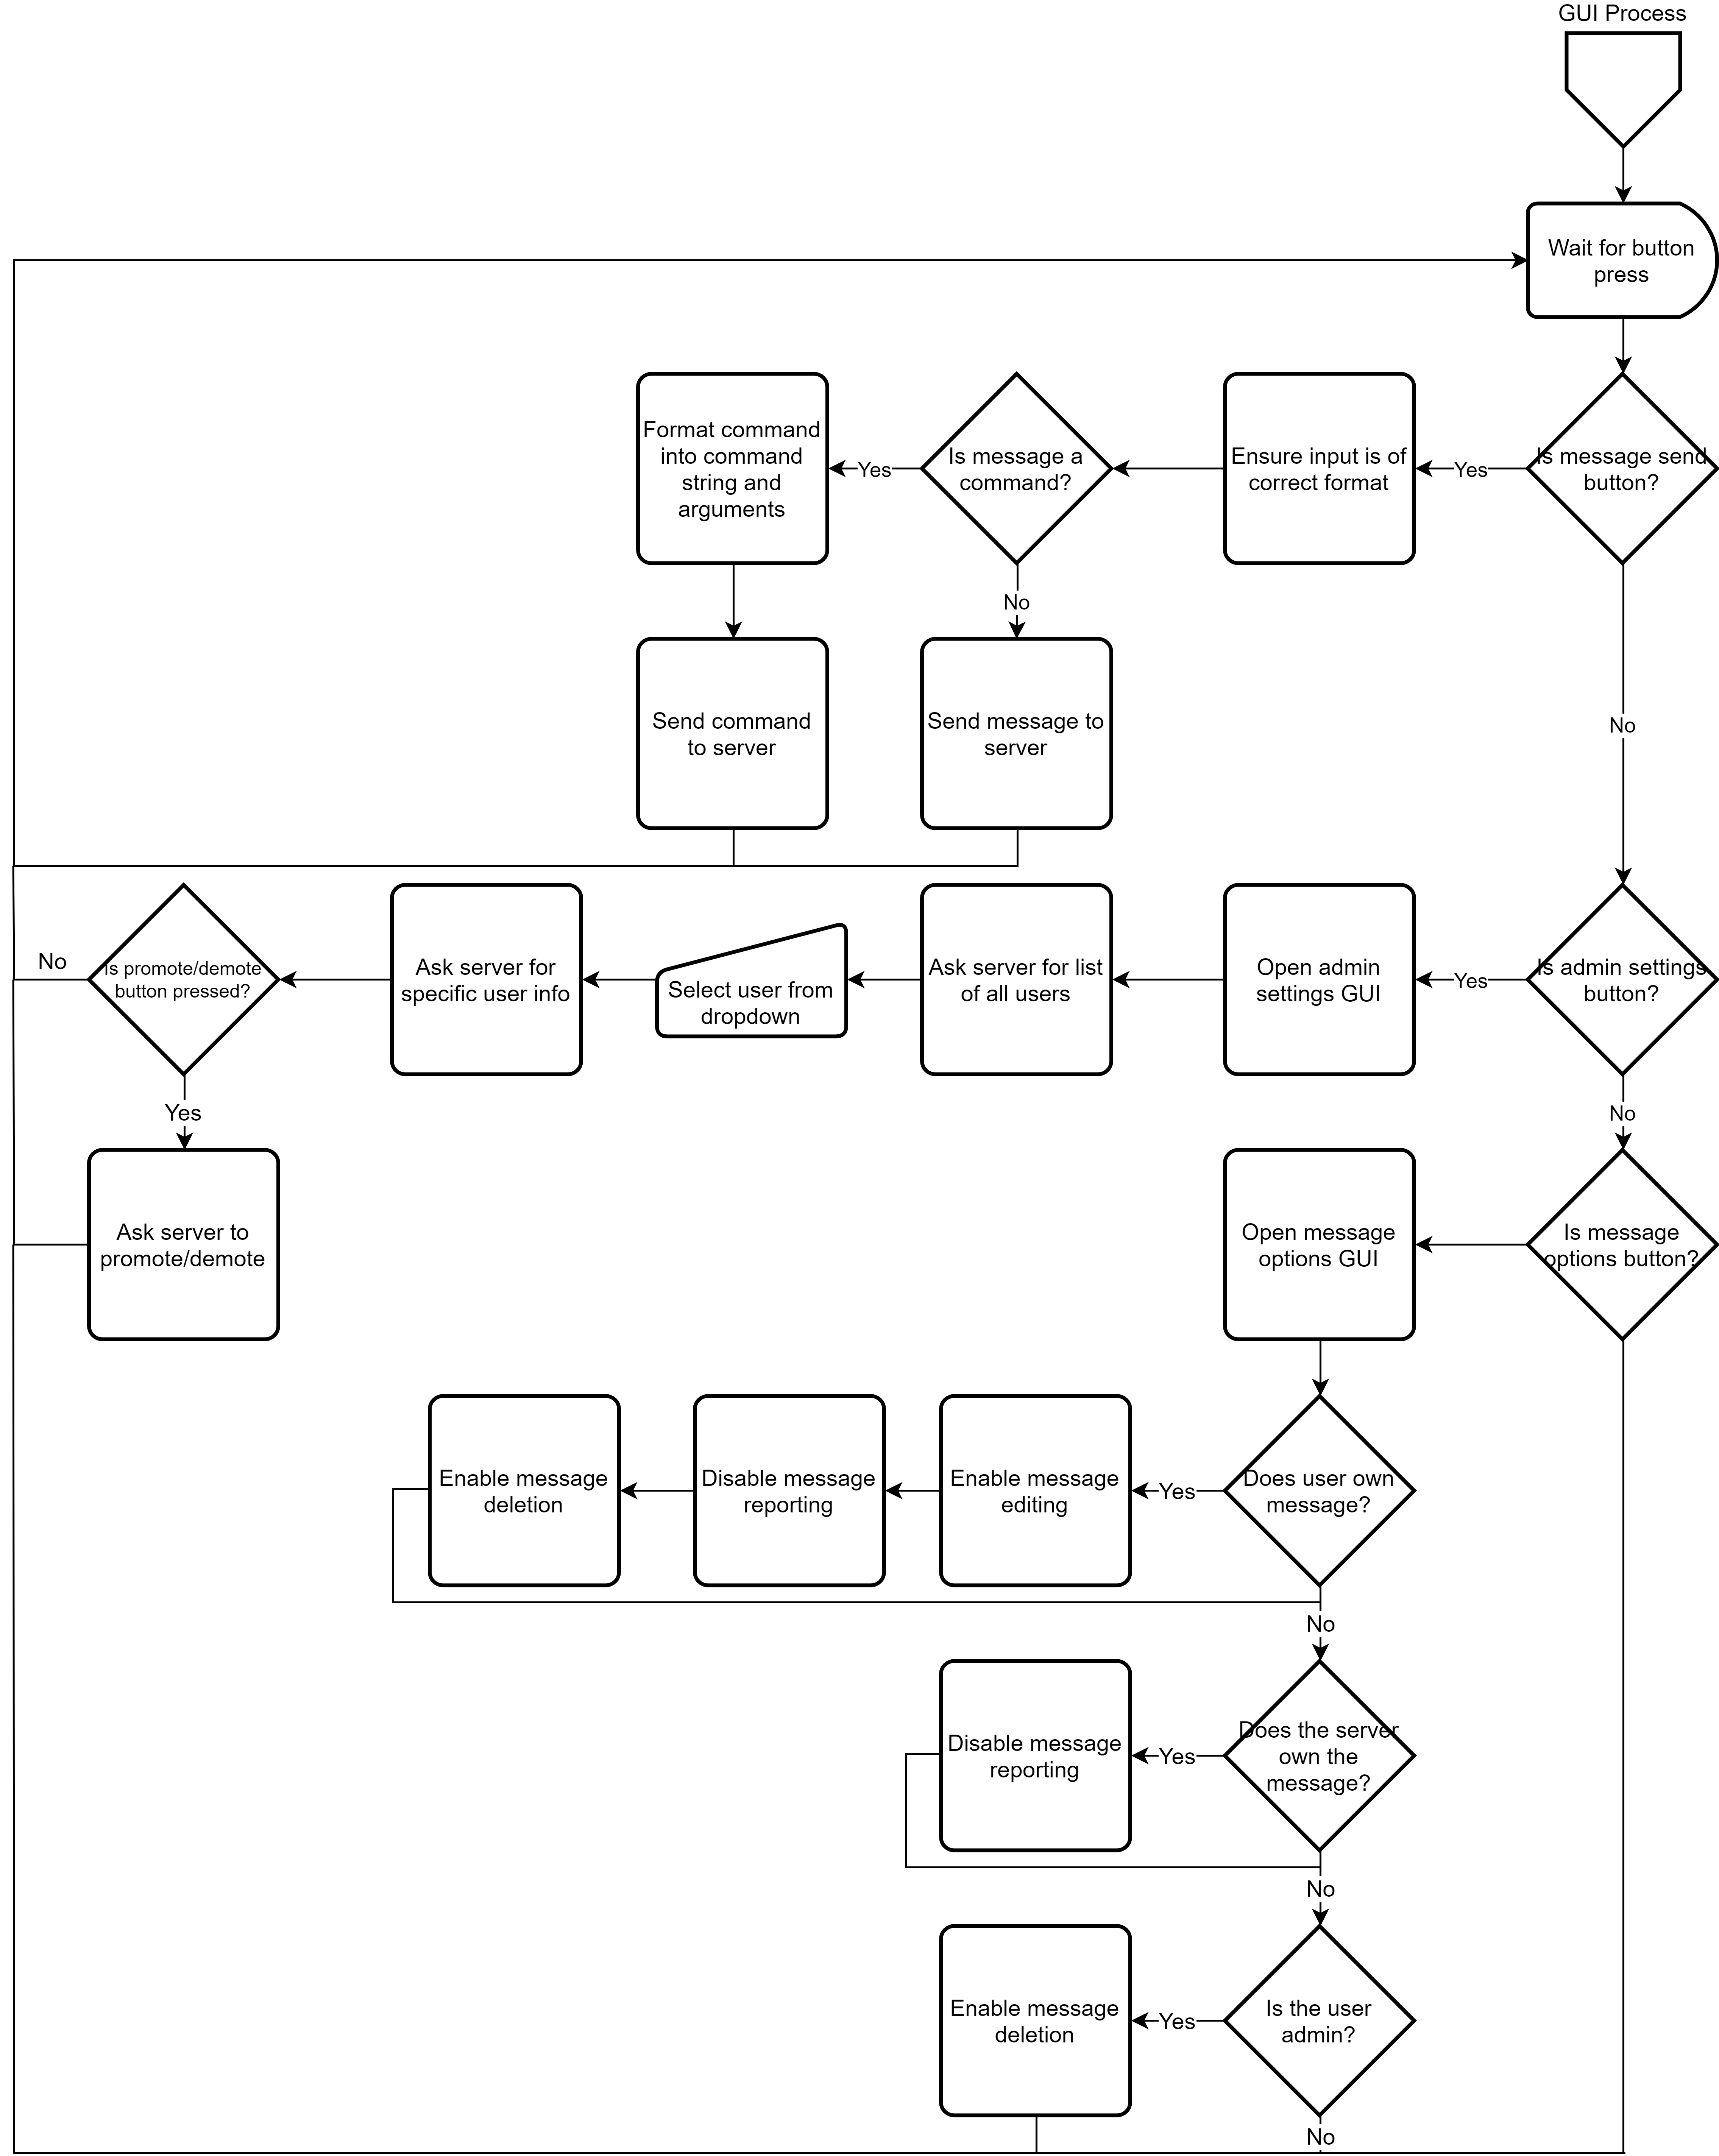 GUI Process
Wait for button
press
Is message send
button?
Yes
Ensure input is of
correct format
Is message a
command?
Yes
Format command
into command
string and
arguments
No
No
Send command
to server
Send message to
server
Is admin settings
button?
Yes
Open admin
settings GUI
Ask server for list
of all users
Select user from
dropdown
Ask server for
specific user info
Is promote/demote
button pressed?
No
Yes
No
Ask server to
promote/demote
Is message
options button?
Open message
options GUI
Does user own
message?
Yes
Enable message
editing
Disable message
reporting
Enable message
deletion
No
Does the server
own the
message?
Yes
Disable message
reporting
No
Is the user
admin?
Yes
Enable message
deletion
No